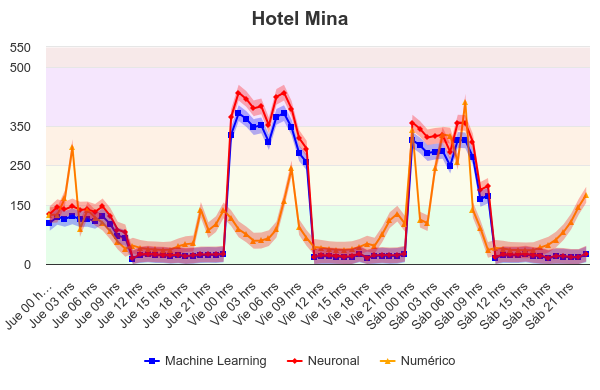 Hotel Mina
550
500
350
250
150
0
Jue 00 h...
Jue 03 hrs
Jue 06 hrs
Jue 09 hrs
Jue 12 hrs
Jue 15 hrs
Jue 18 hrs
Jue 21 hrs
Vie 00 hrs
Vie 03 hrs
Vie 06 hrs
Vie 09 hrs
Vie 12 hrs
Vie 15 hrs
Vie 18 hrs
Vie 21 hrs
Sáb 00 hrs
Sáb 03 hrs
Sáb 06 hrs
Sáb 09 hrs
Sáb 12 hrs
Sáb 15 hrs
Sáb 18 hrs
Sáb 21 hrs
Machine Learning Neuronal Numérico